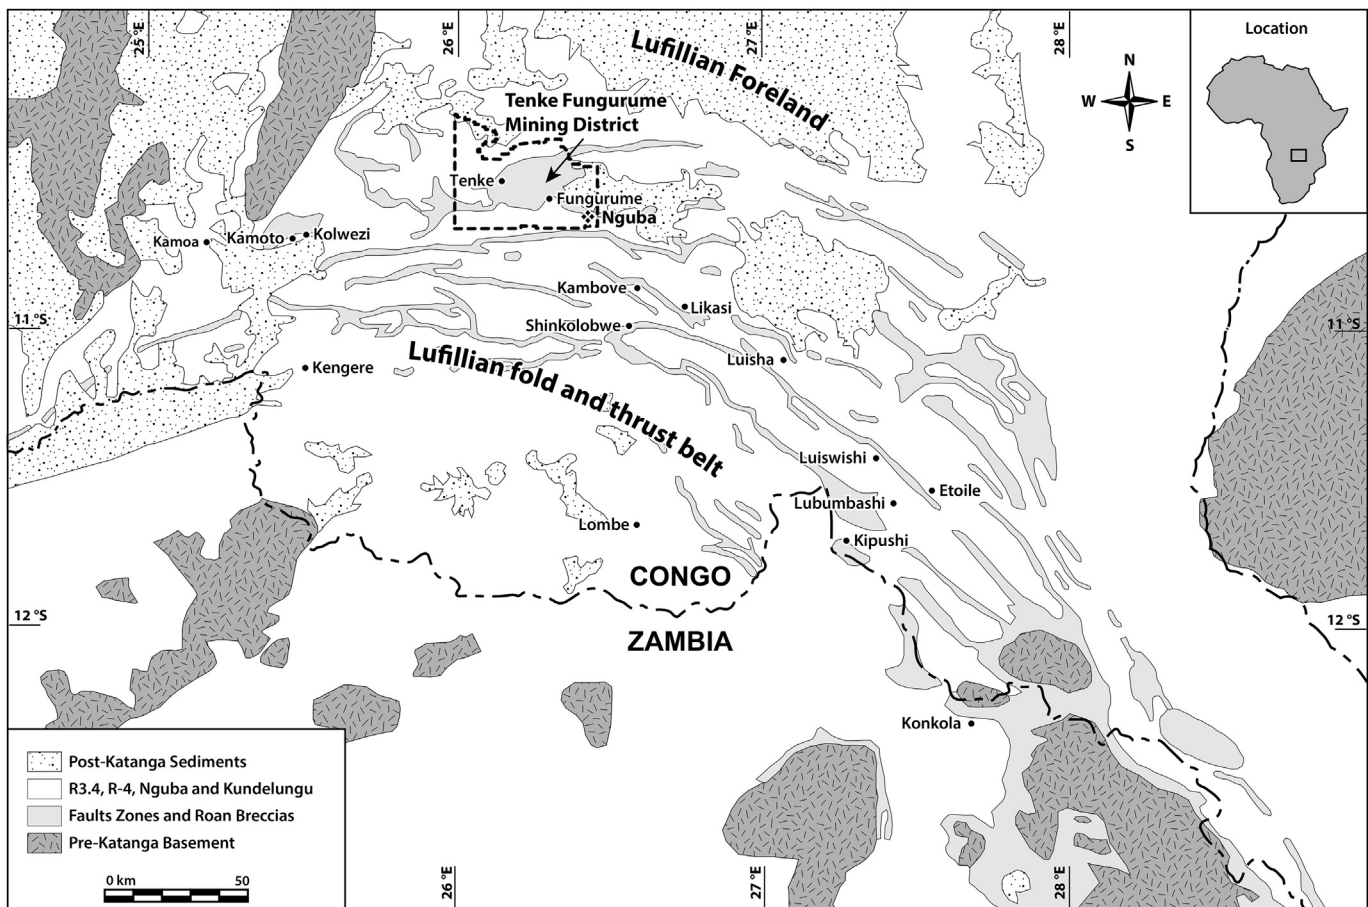 25 °E
26 °E
27 °E
28 °E
Location
Lufillian Foreland
N
W
E
S
Tenke Fungurume
Mining District
Tenke
Fungurume
Nguba
Kamoa
Kamoto
Kolwezi
Kambove
Likasi
11 °S
11 °S
Shinkolobwe
Luisha
Kengere
Lufillian fold and thrust belt
Luiswishi
Etoile
Lubumbashi
Lombe
Kipushi
CONGO
12 °S
12 °S
ZAMBIA
Konkola
Post-Katanga Sediments
R3.4, R-4, Nguba and Kundelungu
Faults Zones and Roan Breccias
Pre-Katanga Basement
0 km
50
26 °E
27 °E
28 °E